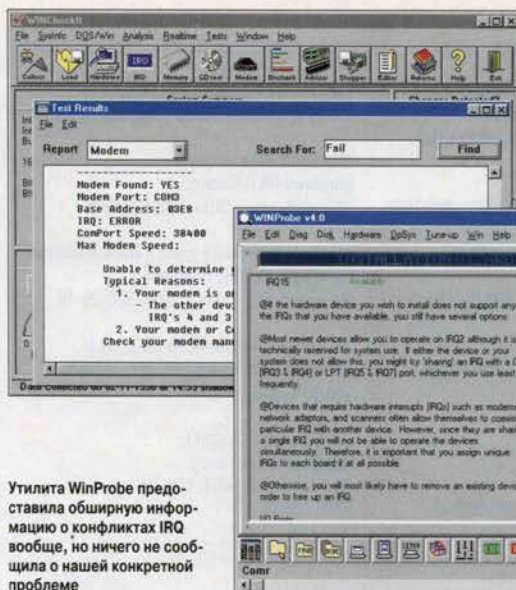 WINCheckIt
File SysInfo DOS/Win Analysis Realtime Tests Window Help
Collect Load Hardware IRQ Memory CDrom Modem Benchmark Advisor Shopper Editor Returns Help Exit
Test Results
File Edit
Report Modem Search For: Fail Find
Modem Found: YES
Modem Port: COM3
Base Address: 03E8
IRQ: ERROR
ComPort Speed: 38400
Max Modem Speed:
Unable to determine
Typical Reasons:
1. Your modem is
- The other
IRQ's 4 and 3
2. Your modem or
Check your modem
WINProbe v4.0
File Edit Diag Disk Hardware DoSys Tune-up Win Help
IRQ15 Available
@If the hardware device you wish to install does not support any
the IRQs that you have available, you still have several options:
@Most newer devices allow you to operate on IRQ2 although it is
technically reserved for system use. If either the device or your
system does not allow this, you might try 'sharing' an IRQ with a
(IRQ3 & IRQ4) or LPT (IRQ5 & IRQ7) port, whichever you use least
frequently.
@Devices that require hardware interrupts (IRQs) such as modems
network adaptors, and scanners often allow themselves to coexist
particular IRQ with another device. However, since they are
a single IRQ you will not be able to operate the devices
simultaneously. Therefore, it is important that you assign unique
IRQs to each board if at all possible.
@Otherwise, you will most likely have to remove an existing
order to free up an IRQ.
I/O Ports
Утилита WinProbe предо-
ставила обширную инфор-
мацию о конфликтах IRQ
вообще, но ничего не сооб-
щила о нашей конкретной
проблеме